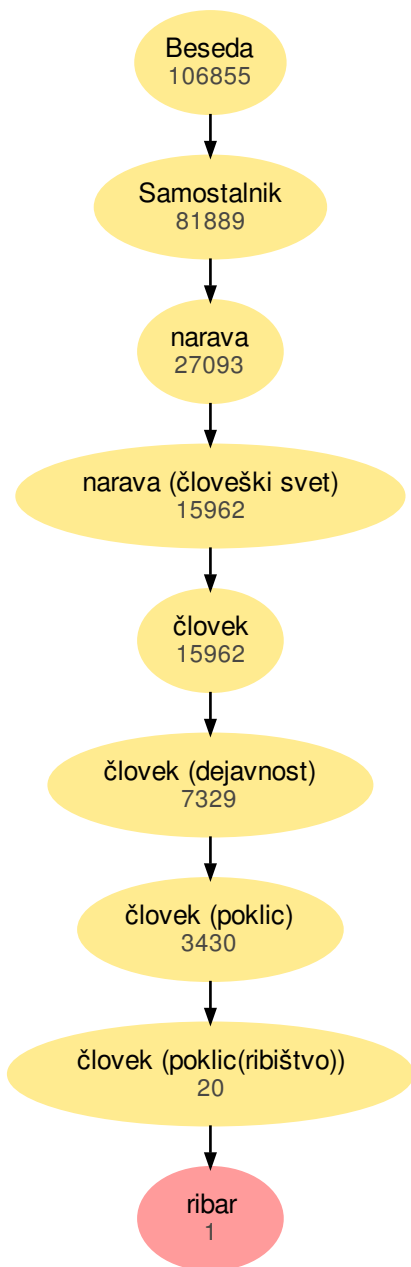 Beseda
106855
Samostalnik
81889
narava
27093
narava (človeški svet)
15962
človek
15962
človek (dejavnost)
7329
človek (poklic)
3430
človek (poklic(ribištvo))
20
ribar
1